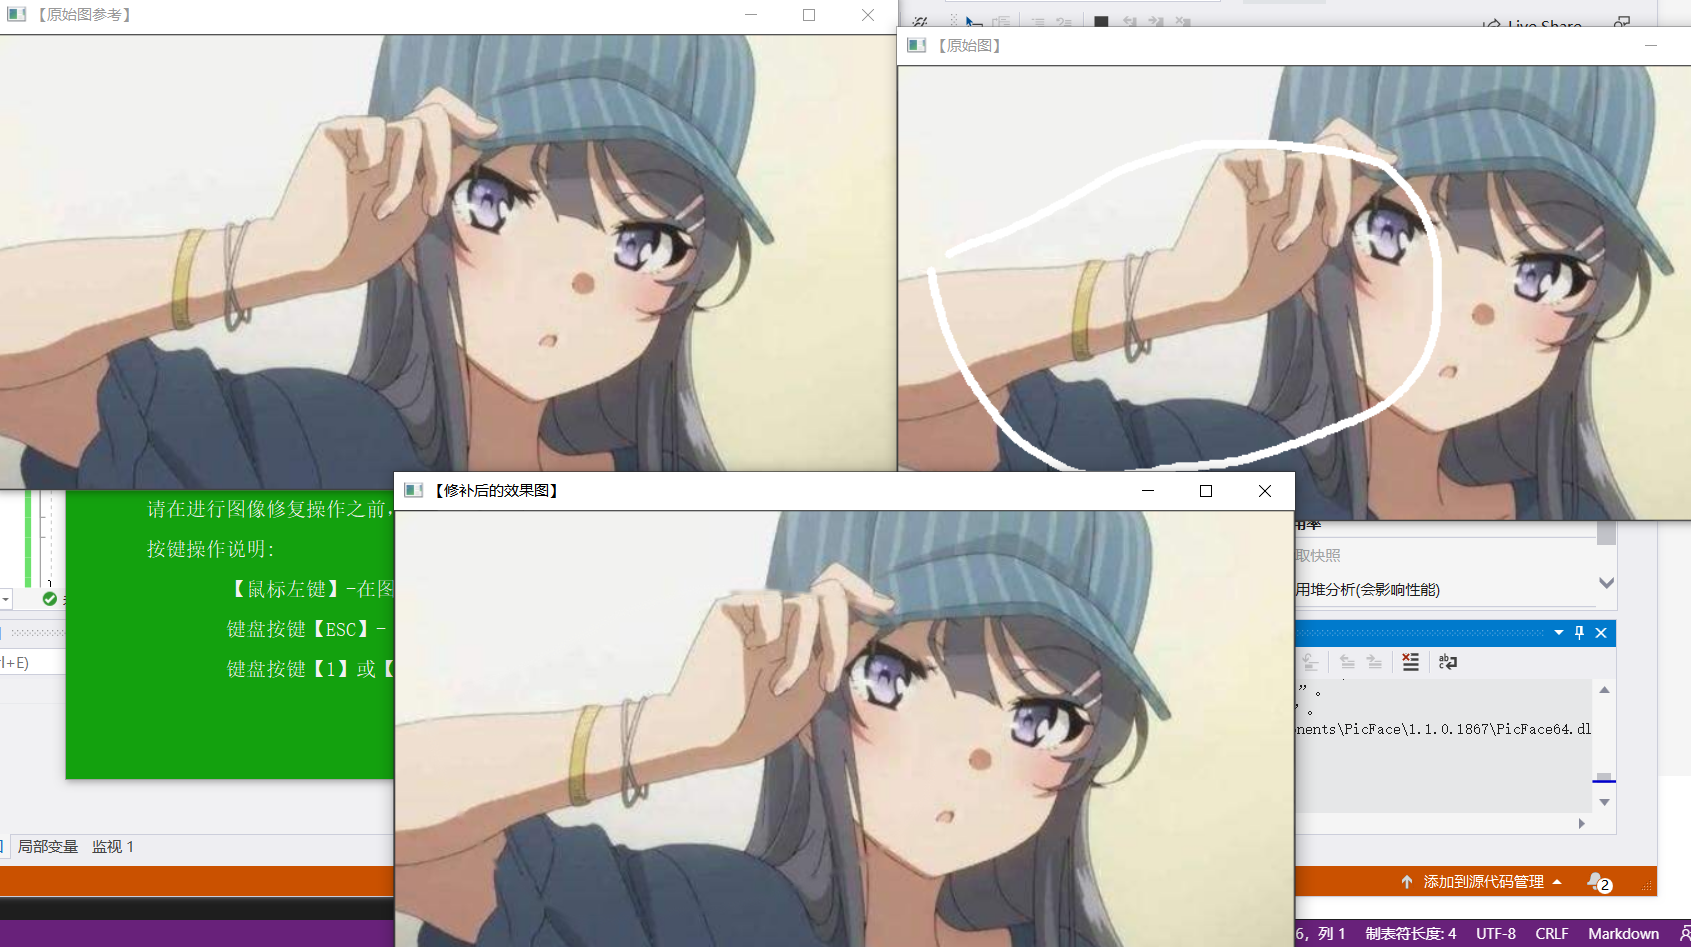 【原始图参考】
Live Share
【原始图】
请在进行图像修复操作之前，
按键操作说明:
【鼠标左键】-在图
键盘按键【ESC】-
键盘按键【1】或【
【修补后的效果图】
用率
取快照
用堆分析(会影响性能)
l+E)
” 。
” 。
onents\PicFace\1.1.0.1867\PicFace64.dl
局部变量 监视 1
添加到源代码管理 2
6，列 1 制表符长度: 4 UTF-8 CRLF Markdown